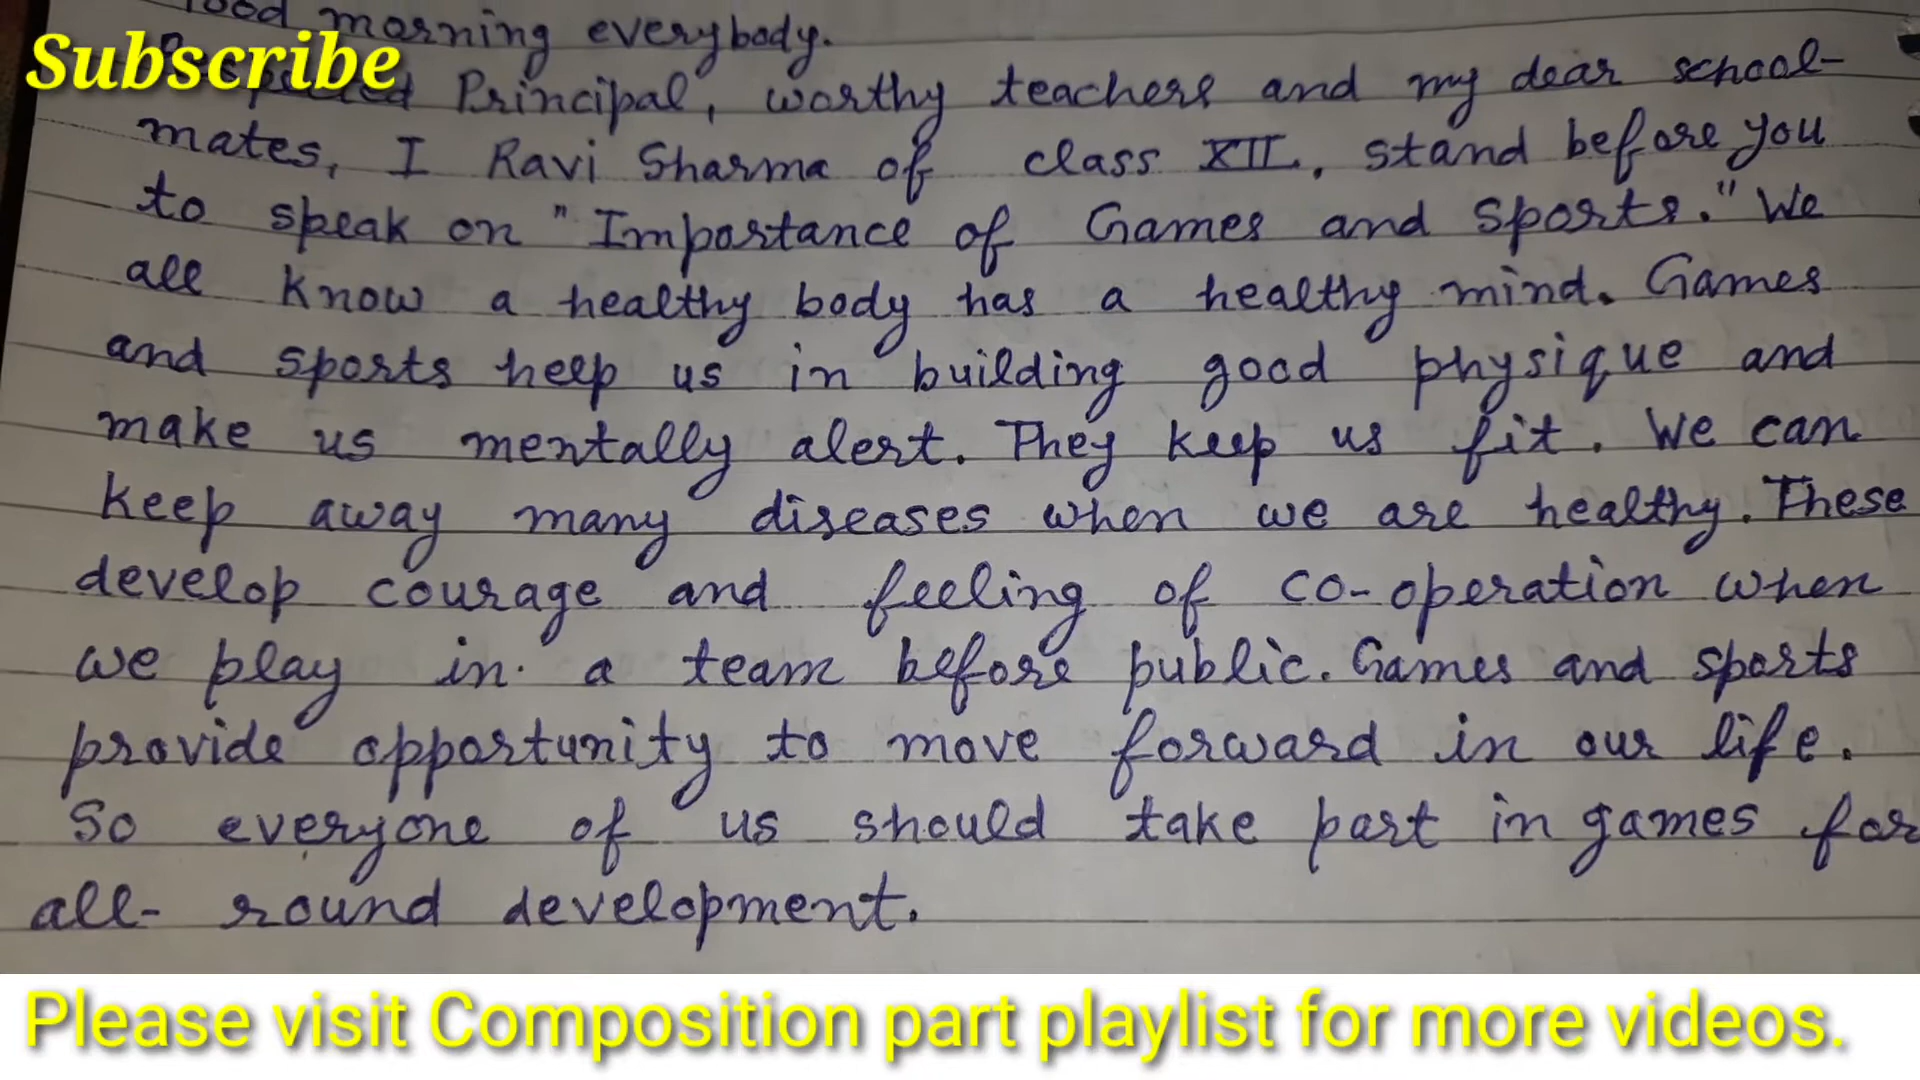 Good morning everybody.
Subscribe
Respected Principal, worthy teachers and my dear school-
mates, I Ravi Sharma of class XII, stand before you
to speak on "Importance of Games and Sports." We
all know a healthy body has a healthy mind. Games
and sports help us in building good physique and
make us mentally alert. They keep us fit. We can
keep away many diseases when we are healthy. These
develop courage and feeling of co-operation when
we play in a team before public. Games and sports
provide opportunity to move forward in our life.
So everyone of us should take part in games for
all-round development.
Please visit Composition part playlist for more videos.